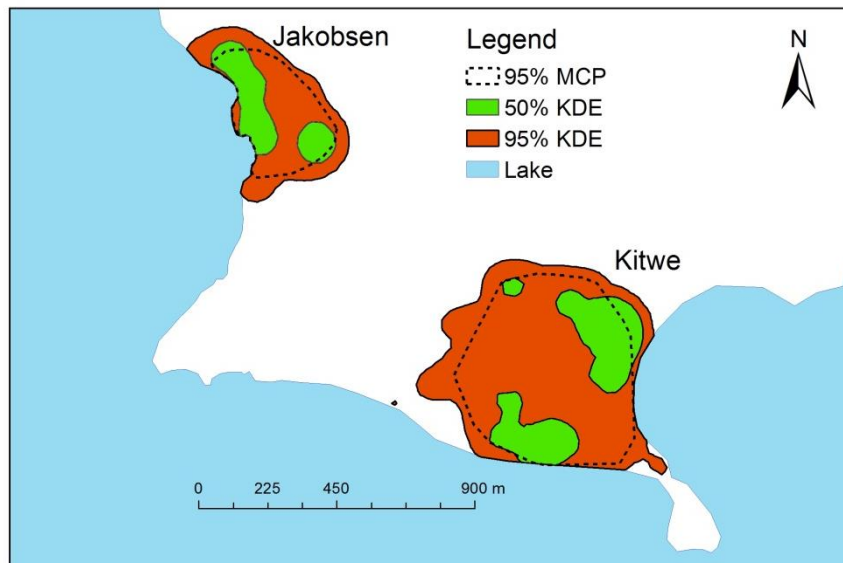 Jakobsen
Legend
N
95% MCP
50% KDE
95% KDE
Lake
Kitwe
0 225 450 900 m